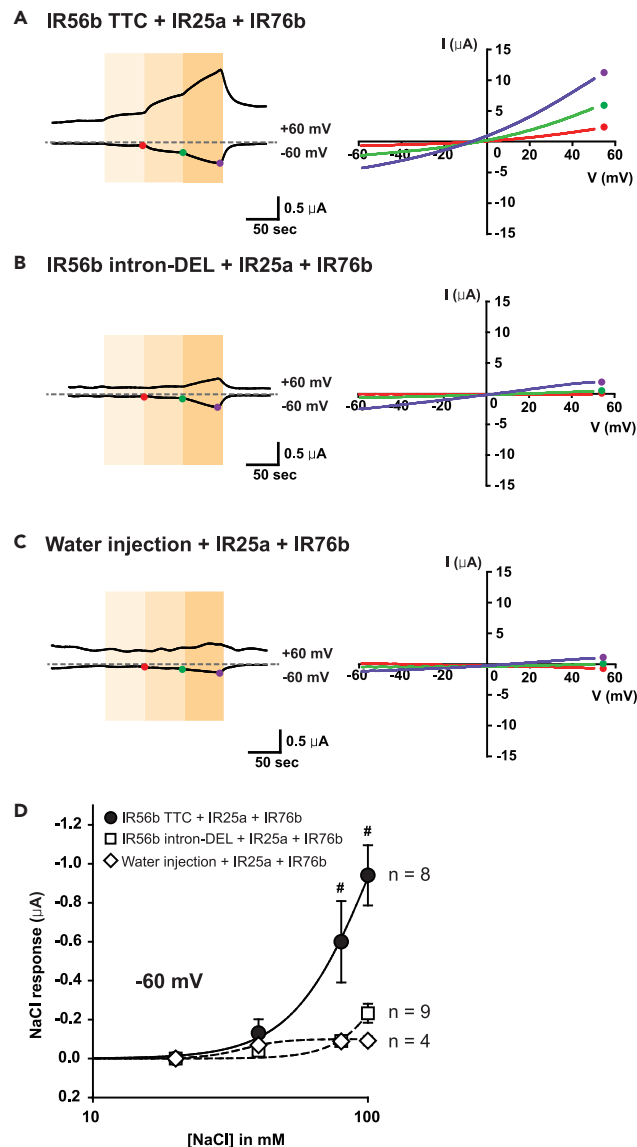 A IR56b TTC + IR25a + IR76b
+60 mV
-60 mV
0.5 µA
50 sec
I (µA)
15
10
5
-60 -40 -20 0 20 40 60
V (mV)
-5
-10
-15
B IR56b intron-DEL + IR25a + IR76b
+60 mV
-60 mV
0.5 µA
50 sec
I (µA)
15
10
5
-60 -40 -20 0 20 40 60
V (mV)
-5
-10
-15
C Water injection + IR25a + IR76b
+60 mV
-60 mV
0.5 µA
50 sec
I (µA)
15
10
5
-60 -40 -20 0 20 40 60
V (mV)
-5
-10
-15
D
NaCl response (µA)
-1.2
-1.0
-0.8
-0.6
-0.4
-0.2
0.0
0.2
IR56b TTC + IR25a + IR76b
IR56b intron-DEL + IR25a + IR76b
Water injection + IR25a + IR76b
# #
-60 mV
n = 8
n = 9
n = 4
10 100
[NaCl] in mM